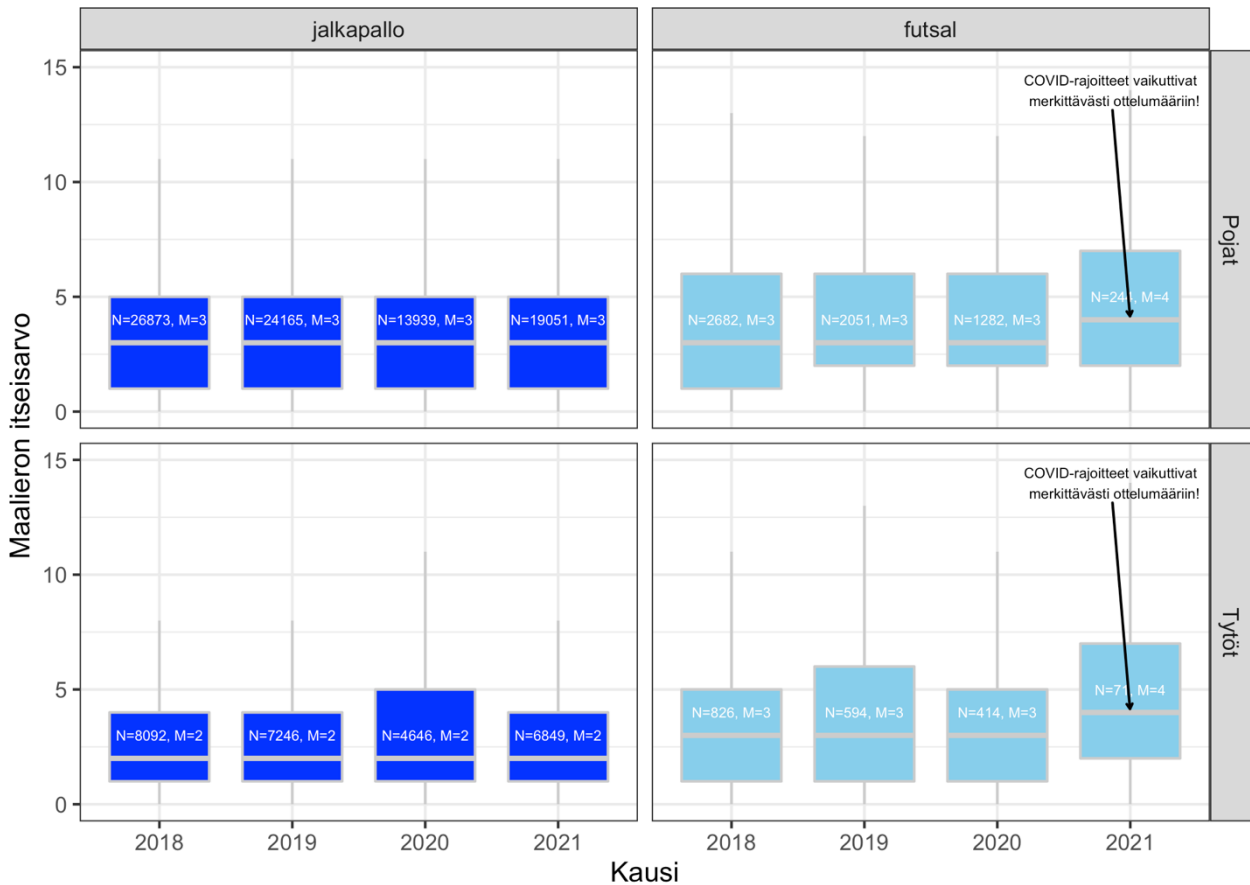 jalkapallo
futsal
Maalieron itseisarvo
15
10
5
0
N=26873, M=3
N=24165, M=3
N=13939, M=3
N=19051, M=3
COVID-rajoitteet vaikuttivat
merkittävästi ottelumääriin!
N=2682, M=3
N=2051, M=3
N=1282, M=3
N=244, M=4
Pojat
15
10
5
0
N=8092, M=2
N=7246, M=2
N=4646, M=2
N=6849, M=2
COVID-rajoitteet vaikuttivat
merkittävästi ottelumääriin!
N=826, M=3
N=594, M=3
N=414, M=3
N=71, M=4
Tytöt
2018
2019
2020
2021
2018
2019
2020
2021
Kausi